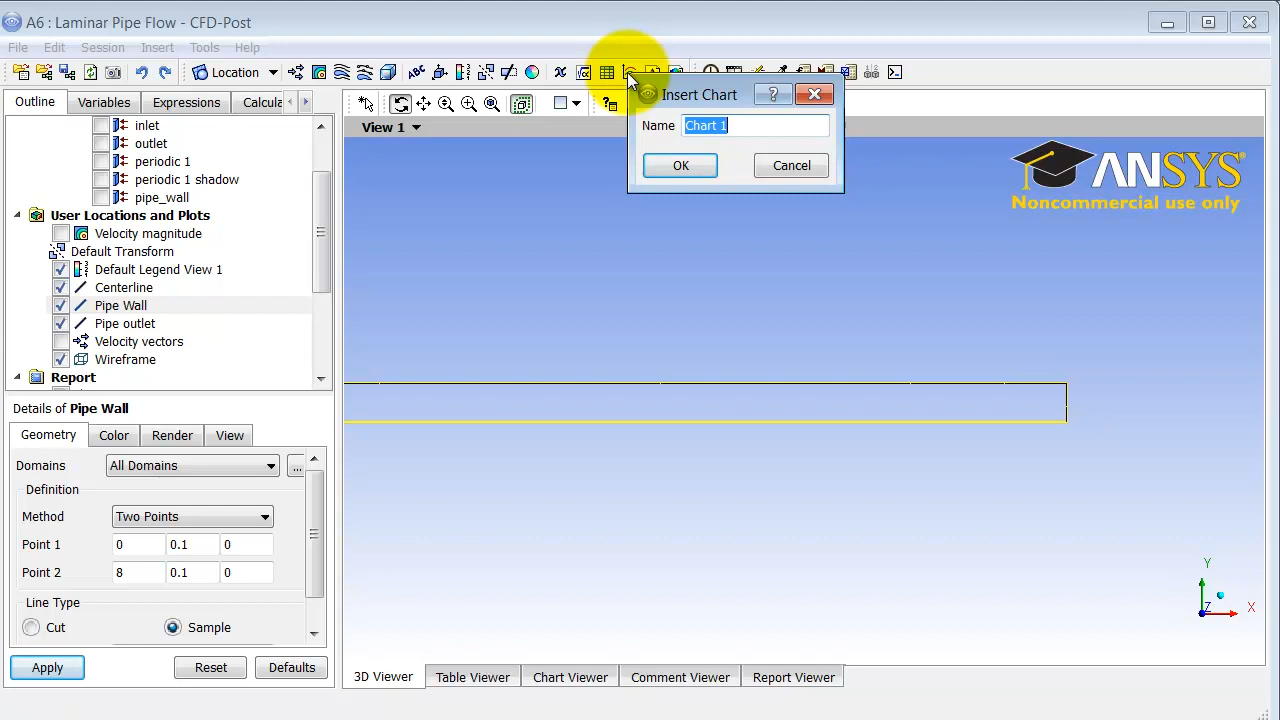 A6 : Laminar Pipe Flow - CFD-Post
File Edit Session Insert Tools Help
Location
ABC
Outline Variables Expressions Calcula
View 1
Insert Chart
Name Chart 1
OK Cancel
ANSYS
Noncommercial use only
inlet
outlet
periodic 1
periodic 1 shadow
pipe_wall
User Locations and Plots
Velocity magnitude
Default Transform
Default Legend View 1
Centerline
Pipe Wall
Pipe outlet
Velocity vectors
Wireframe
Report
Details of Pipe Wall
Geometry Color Render View
Domains All Domains ...
Definition
Method Two Points
Point 1 0 0.1 0
Point 2 8 0.1 0
Line Type
Cut Sample
Apply Reset Defaults
Y
X
Z
3D Viewer Table Viewer Chart Viewer Comment Viewer Report Viewer